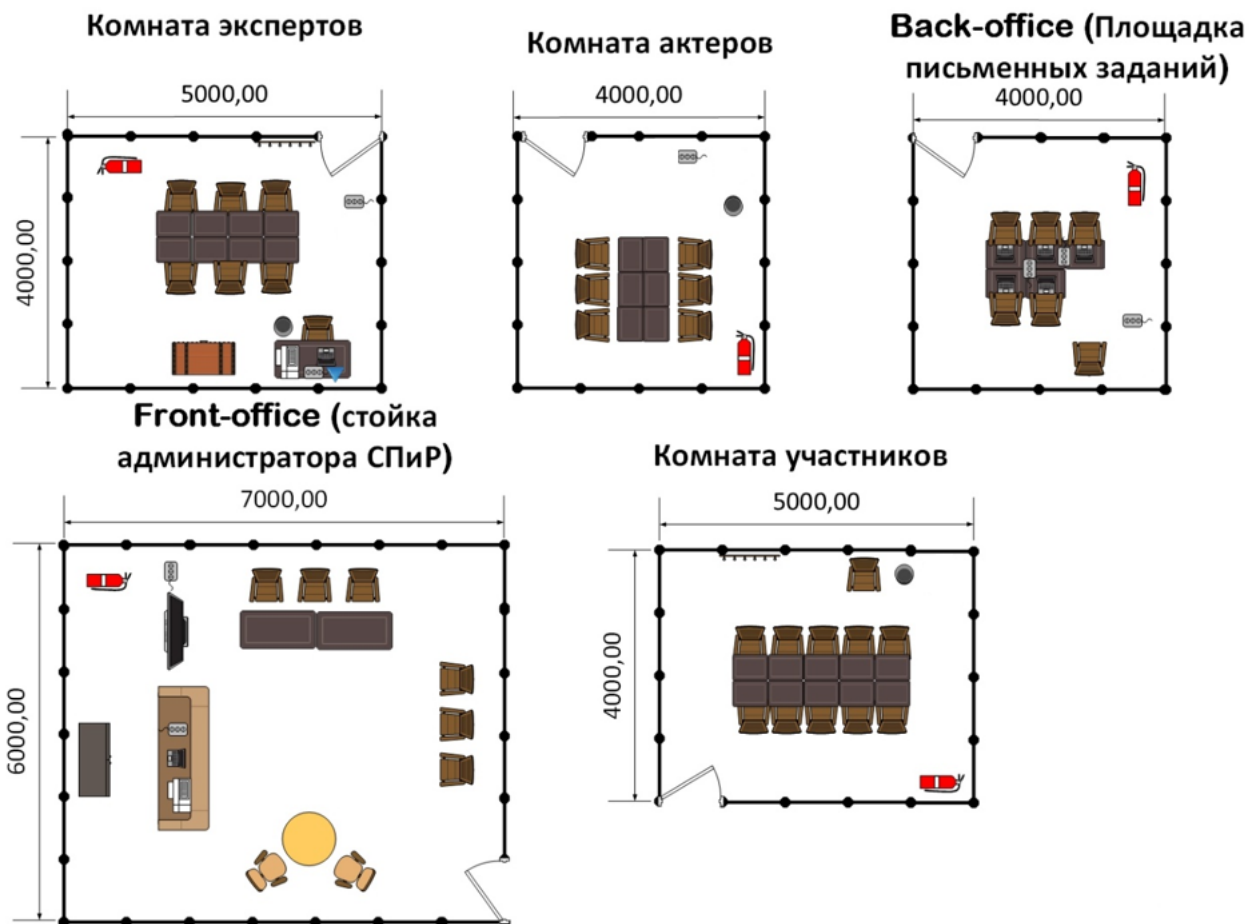 Комната экспертов
Комната актеров
Back-office (Площадка
письменных заданий)
5000,00
4000,00
4000,00
4000,00
Front-office (стойка
администратора СПиР)
Комната участников
7000,00
5000,00
6000,00
4000,00